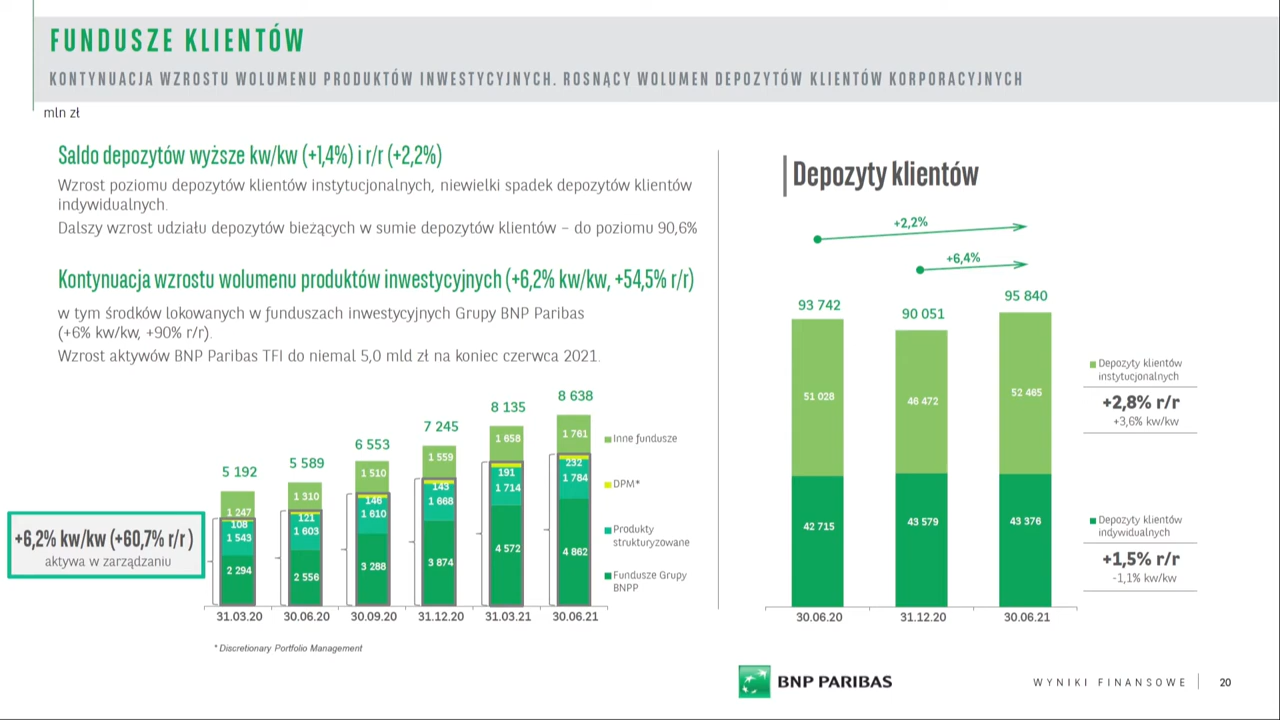 FUNDUSZE KLIENTÓW
KONTYNUACJA WZROSTU WOLUMENU PRODUKTÓW INWESTYCYJNYCH. ROSNĄCY WOLUMEN DEPOZYTÓW KLIENTÓW KORPORACYJNYCH
mln zł
Saldo depozytów wyższe kw/kw (+1,4%) i r/r (+2,2%)
Wzrost poziomu depozytów klientów instytucjonalnych, niewielki spadek depozytów klientów
indywidualnych.
Dalszy wzrost udziału depozytów bieżących w sumie depozytów klientów – do poziomu 90,6%
Kontynuacja wzrostu wolumenu produktów inwestycyjnych (+6,2% kw/kw, +54,5% r/r)
w tym środków lokowanych w funduszach inwestycyjnych Grupy BNP Paribas
(+6% kw/kw, +90% r/r).
Wzrost aktywów BNP Paribas TFI do niemal 5,0 mld zł na koniec czerwca 2021.
+6,2% kw/kw (+60,7% r/r )
aktywa w zarządzaniu
5 192
1 247
108
1 543
2 294
31.03.20
5 589
1 310
121
1 603
2 556
30.06.20
6 553
1 510
146
1 610
3 288
30.09.20
7 245
1 559
143
1 668
3 874
31.12.20
8 135
1 658
191
1 714
4 572
31.03.21
8 638
1 761
232
1 784
4 862
30.06.21
Inne fundusze
DPM*
Produkty
strukturyzowane
Fundusze Grupy
BNPP
* Discretionary Portfolio Management
Depozyty klientów
+2,2%
+6,4%
93 742
51 028
42 715
30.06.20
90 051
46 472
43 579
31.12.20
95 840
52 465
43 376
30.06.21
Depozyty klientów
instytucjonalnych
+2,8% r/r
+3,6% kw/kw
Depozyty klientów
indywidualnych
+1,5% r/r
-1,1% kw/kw
BNP PARIBAS
WYNIKI FINANSOWE
20